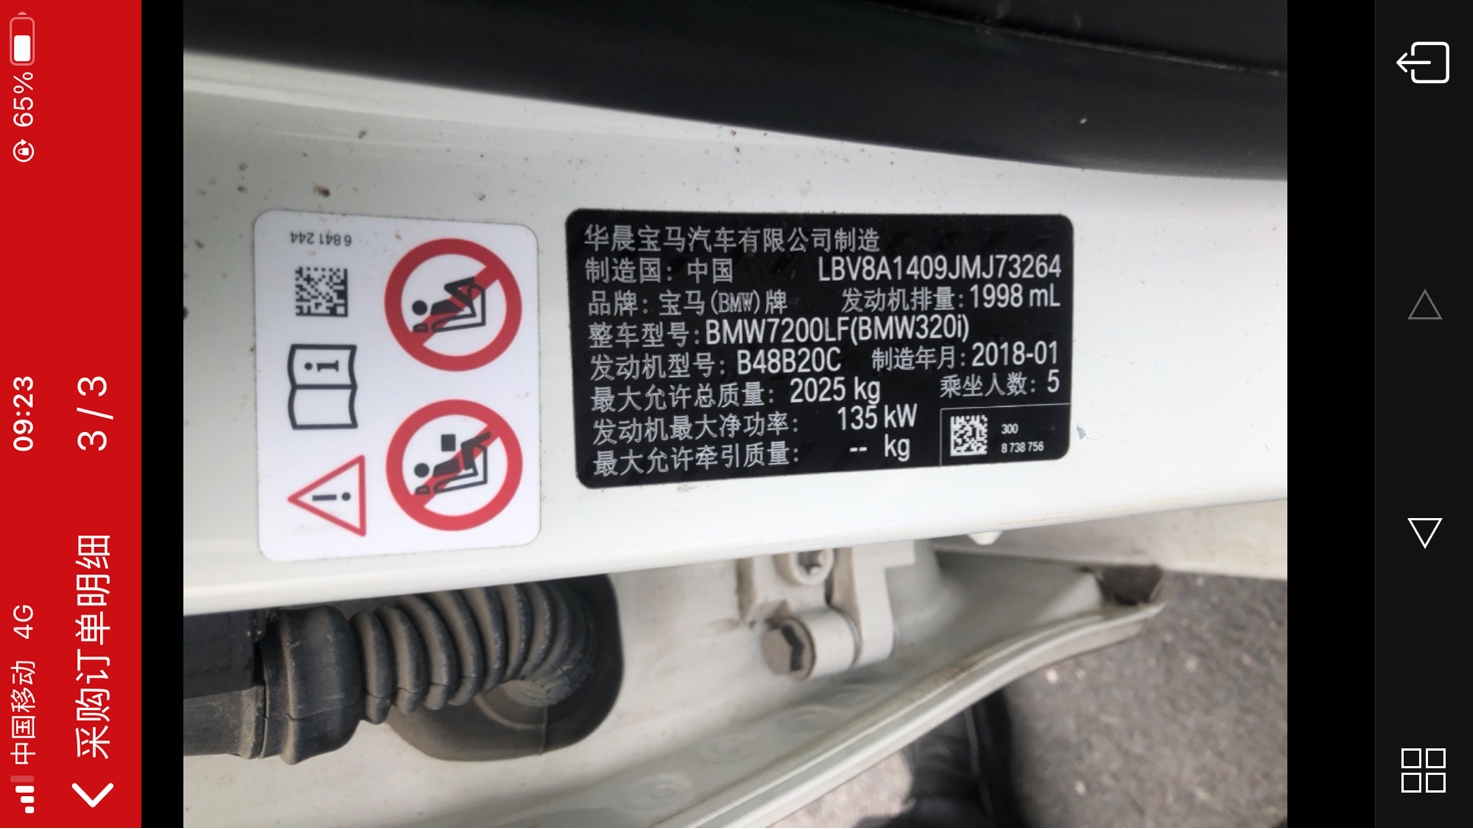 中国移动 4G 09:23 65%
采购订单明细 3 / 3
6 841 244
华晨宝马汽车有限公司制造
制造国：中国 LBV8A1409JMJ73264
品牌：宝马(BMW)牌 发动机排量:1998 mL
整车型号:BMW7200LF(BMW320i)
发动机型号: B48B20C 制造年月:2018-01
最大允许总质量: 2025 kg 乘坐人数: 5
发动机最大净功率: 135 kW
最大允许牵引质量: -- kg
300
8 738 756